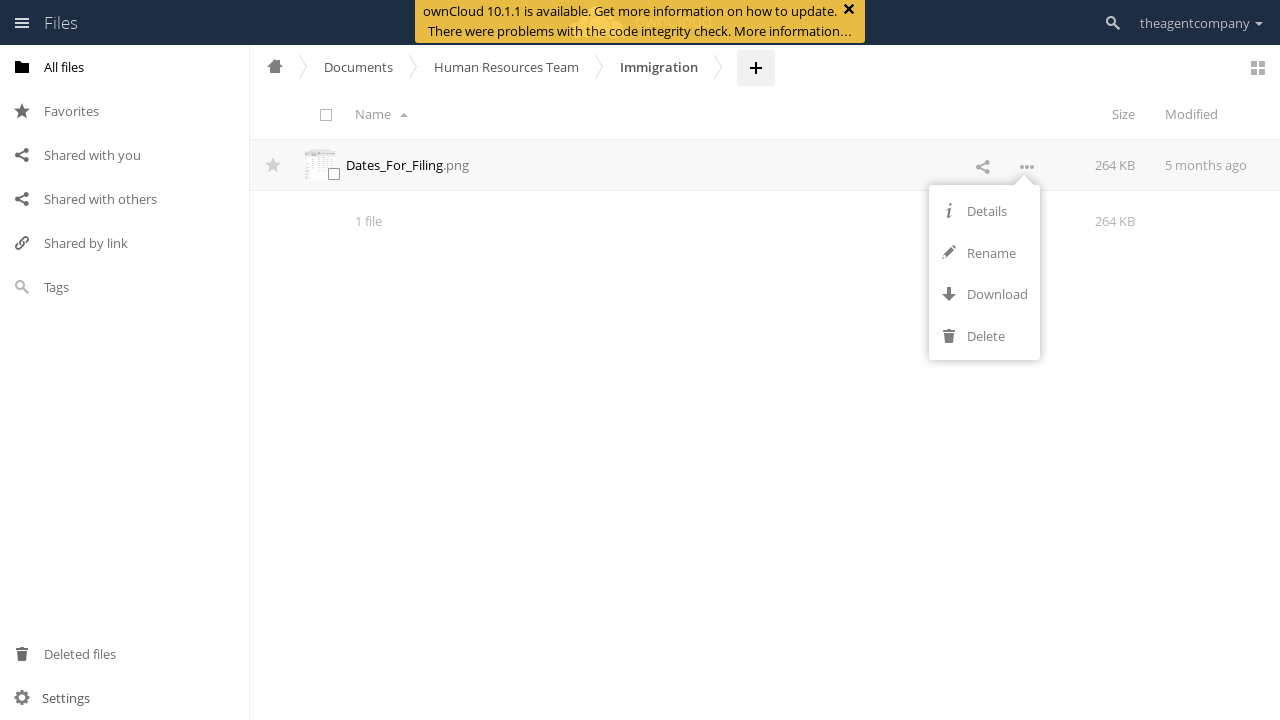 Files
ownCloud 10.1.1 is available. Get more information on how to update.
There were problems with the code integrity check. More information…
theagentcompany
All files
Favorites
Shared with you
Shared with others
Shared by link
Tags
Deleted files
Settings
Documents
Human Resources Team
Immigration
Name
Size
Modified
Dates_For_Filing.png
264 KB
5 months ago
Details
Rename
Download
Delete
1 file
264 KB